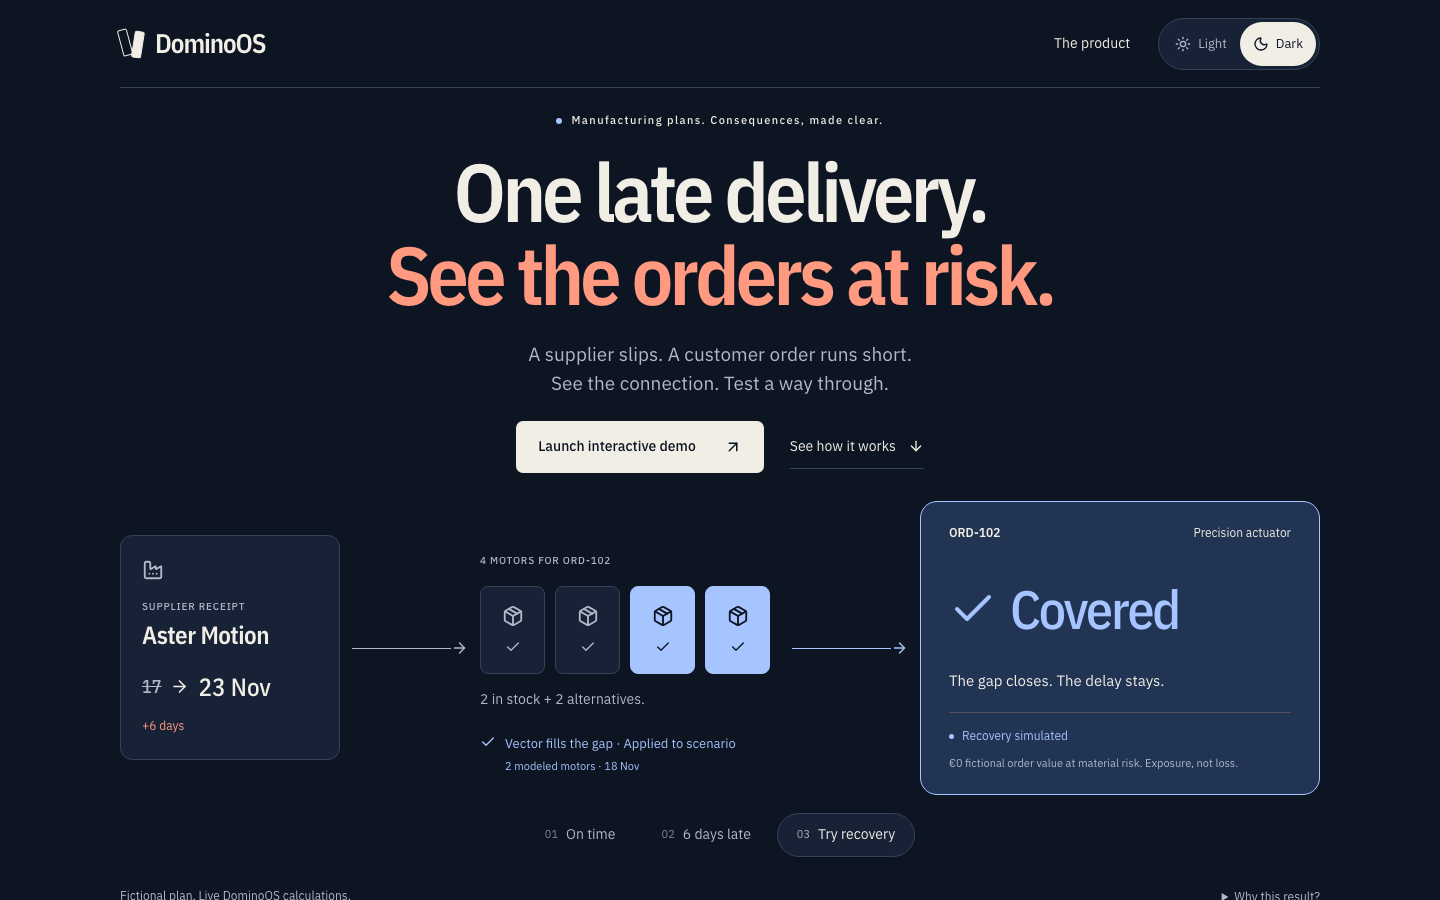 DominoOS
The product
Light
Dark
Manufacturing plans. Consequences, made clear.
One late delivery.
See the orders at risk.
A supplier slips. A customer order runs short.
See the connection. Test a way through.
Launch interactive demo
See how it works
SUPPLIER RECEIPT
Aster Motion
17 → 23 Nov
+6 days
4 MOTORS FOR ORD-102
2 in stock + 2 alternatives.
Vector fills the gap · Applied to scenario
2 modeled motors · 18 Nov
ORD-102
Precision actuator
Covered
The gap closes. The delay stays.
Recovery simulated
€0 fictional order value at material risk. Exposure, not loss.
01 On time
02 6 days late
03 Try recovery
Fictional plan. Live DominoOS calculations.
Why this result?